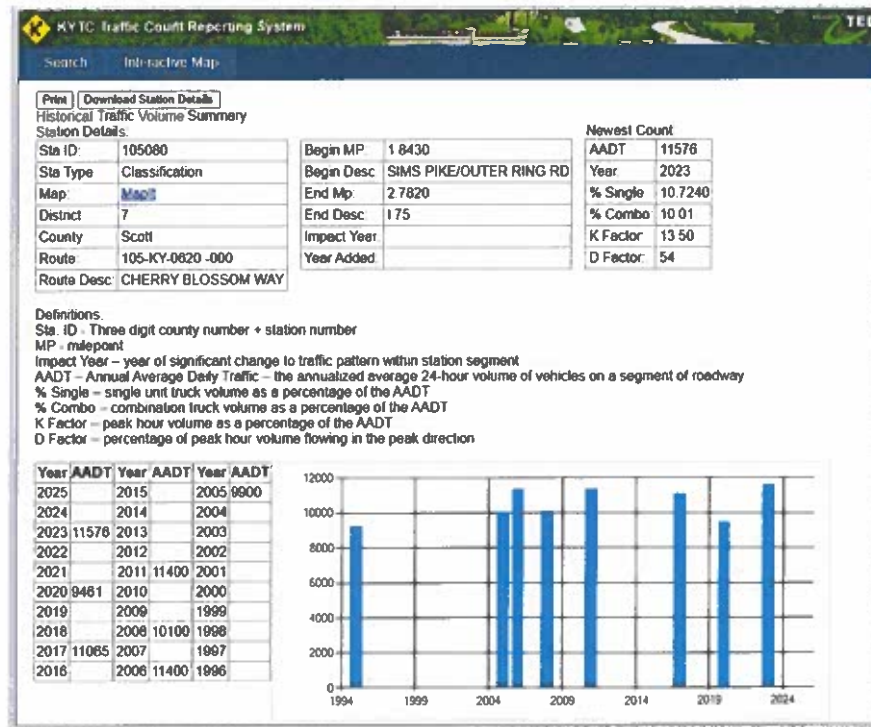 KYTC Traffic Count Reporting System
TEL
Search Interactive Map
Print Download Station Details
Historical Traffic Volume Summary
Station Details:
Sta ID: 105080
Sta Type Classification
Map: MapIt
District 7
County Scott
Route: 105-KY-0620 -000
Route Desc: CHERRY BLOSSOM WAY
Begin MP: 1 8430
Begin Desc SIMS PIKE/OUTER RING RD
End Mp: 2 7820
End Desc: I 75
Impact Year
Year Added
Newest Count
AADT 11576
Year. 2023
% Single 10.7240
% Combo 10 01
K Factor 13 50
D Factor: 54
Definitions.
Sta. ID - Three digit county number + station number
MP - milepoint
Impact Year – year of significant change to traffic pattern within station segment
AADT – Annual Average Daily Traffic – the annualized average 24-hour volume of vehicles on a segment of roadway
% Single – single unit truck volume as a percentage of the AADT
% Combo – combination truck volume as a percentage of the AADT
K Factor – peak hour volume as a percentage of the AADT
D Factor – percentage of peak hour volume flowing in the peak direction
Year AADT Year AADT Year AADT
2025 2015 2005 9900
2024 2014 2004
2023 11576 2013 2003
2022 2012 2002
2021 2011 11400 2001
2020 9461 2010 2000
2019 2009 1999
2018 2008 10100 1998
2017 11065 2007 1997
2016 2006 11400 1996
12000
10000
8000
6000
4000
2000
0
1994 1999 2004 2009 2014 2019 2024